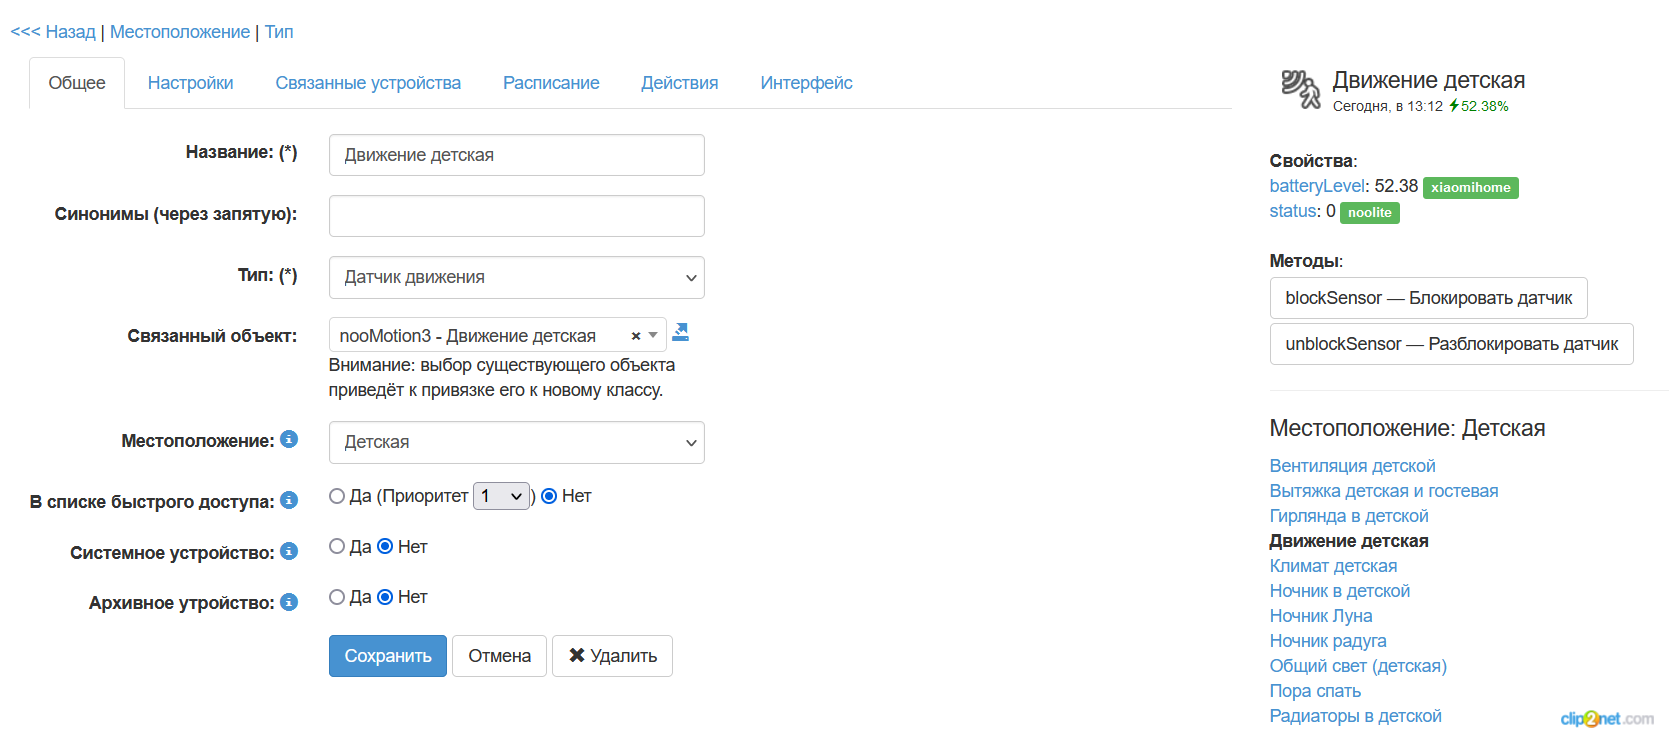 <<< Назад | Местоположение | Тип
Общее
Настройки
Связанные устройства
Расписание
Действия
Интерфейс
Название: (*)
Движение детская
Синонимы (через запятую):
Тип: (*)
Датчик движения
Связанный объект:
nooMotion3 - Движение детская
×
Внимание: выбор существующего объекта
приведёт к привязке его к новому классу.
Местоположение:
Детская
В списке быстрого доступа:
Да (Приоритет 1 ) Нет
Системное устройство:
Да Нет
Архивное утройство:
Да Нет
Сохранить
Отмена
Удалить
Движение детская
Сегодня, в 13:12 52.38%
Свойства:
batteryLevel: 52.38 xiaomihome
status: 0 noolite
Методы:
blockSensor — Блокировать датчик
unblockSensor — Разблокировать датчик
Местоположение: Детская
Вентиляция детской
Вытяжка детская и гостевая
Гирлянда в детской
Движение детская
Климат детская
Ночник в детской
Ночник Луна
Ночник радуга
Общий свет (детская)
Пора спать
Радиаторы в детской
clip2net.com